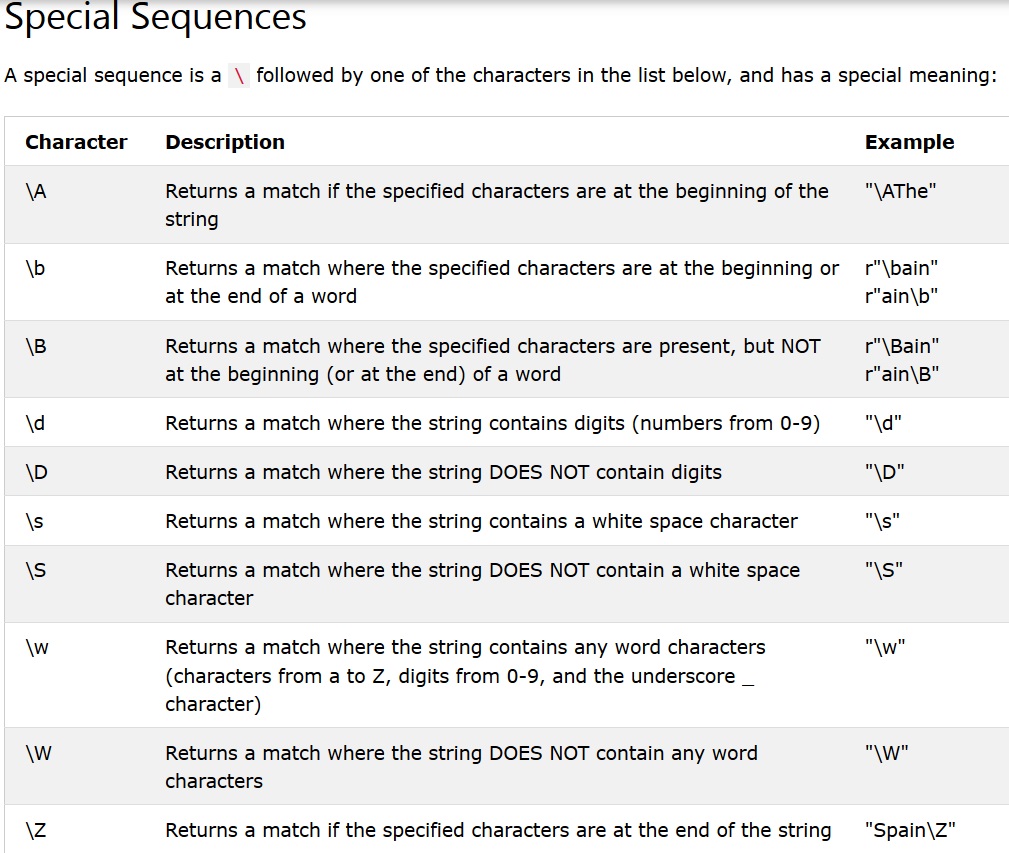 Special Sequences
A special sequence is a \ followed by one of the characters in the list below, and has a special meaning:
Character Description Example
\A Returns a match if the specified characters are at the beginning of the "\AThe"
string
\b Returns a match where the specified characters are at the beginning or r"\bain"
at the end of a word r"ain\b"
\B Returns a match where the specified characters are present, but NOT r"\Bain"
at the beginning (or at the end) of a word r"ain\B"
\d Returns a match where the string contains digits (numbers from 0-9) "\d"
\D Returns a match where the string DOES NOT contain digits "\D"
\s Returns a match where the string contains a white space character "\s"
\S Returns a match where the string DOES NOT contain a white space "\S"
character
\w Returns a match where the string contains any word characters "\w"
(characters from a to Z, digits from 0-9, and the underscore _
character)
\W Returns a match where the string DOES NOT contain any word "\W"
characters
\Z Returns a match if the specified characters are at the end of the string "Spain\Z"